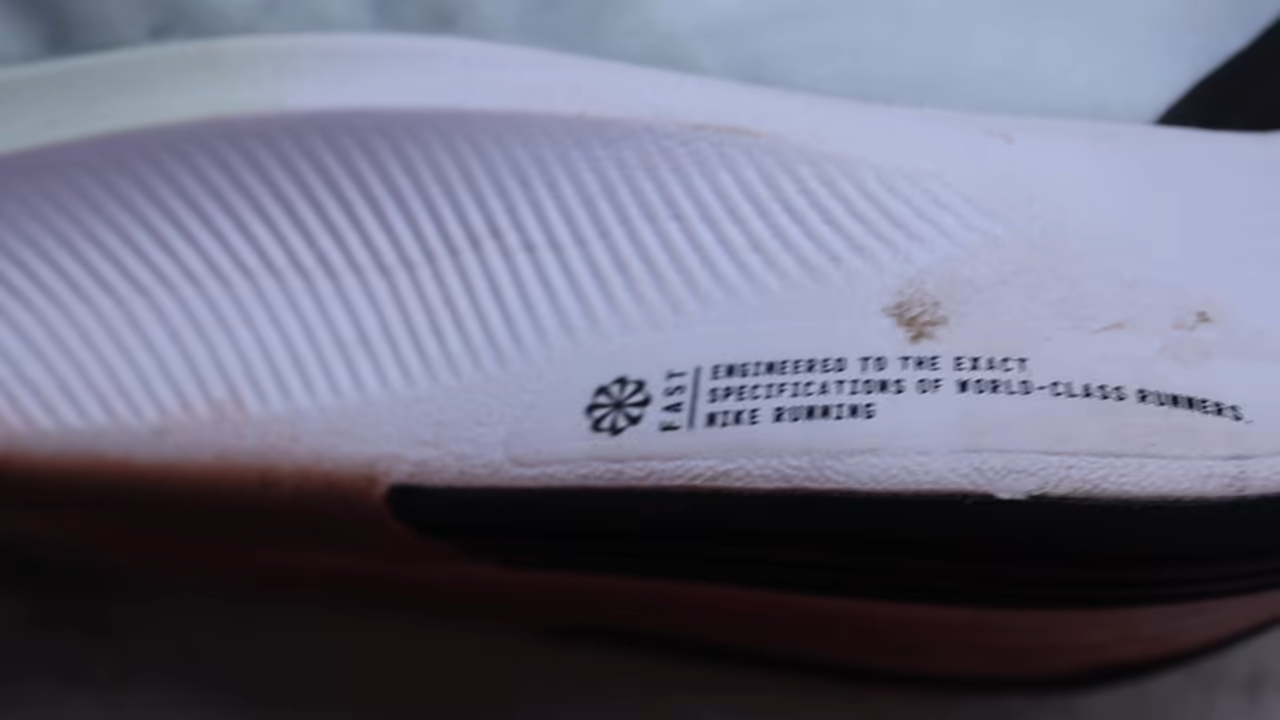 FAST
ENGINEERED TO THE EXACT
SPECIFICATIONS OF WORLD-CLASS RUNNERS.
NIKE RUNNING